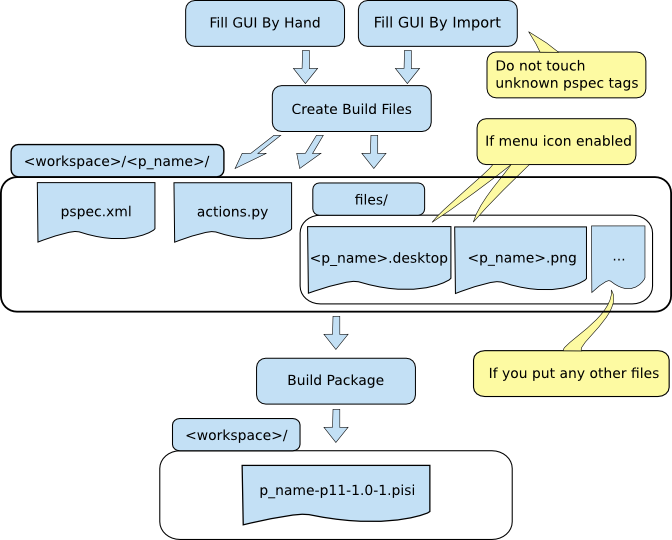 Fill GUI By Hand
Fill GUI By Import
Do not touch
unknown pspec tags
Create Build Files
If menu icon enabled
<workspace>/<p_name>/
pspec.xml
actions.py
files/
<p_name>.desktop
<p_name>.png
...
Build Package
If you put any other files
<workspace>/
p_name-p11-1.0-1.pisi